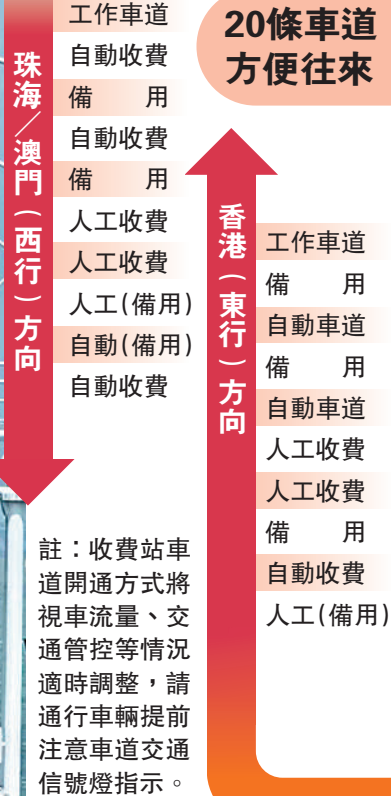 20條車道
方便往來
珠海／澳門（西行）方向
工作車道
自動收費
備用
自動收費
備用
人工收費
人工收費
人工(備用)
自動(備用)
自動收費
香港（東行）方向
工作車道
備用
自動車道
備用
自動車道
人工收費
人工收費
備用
自動收費
人工(備用)
註：收費站車
道開通方式將
視車流量、交
通管控等情況
適時調整，請
通行車輛提前
注意車道交通
信號燈指示。